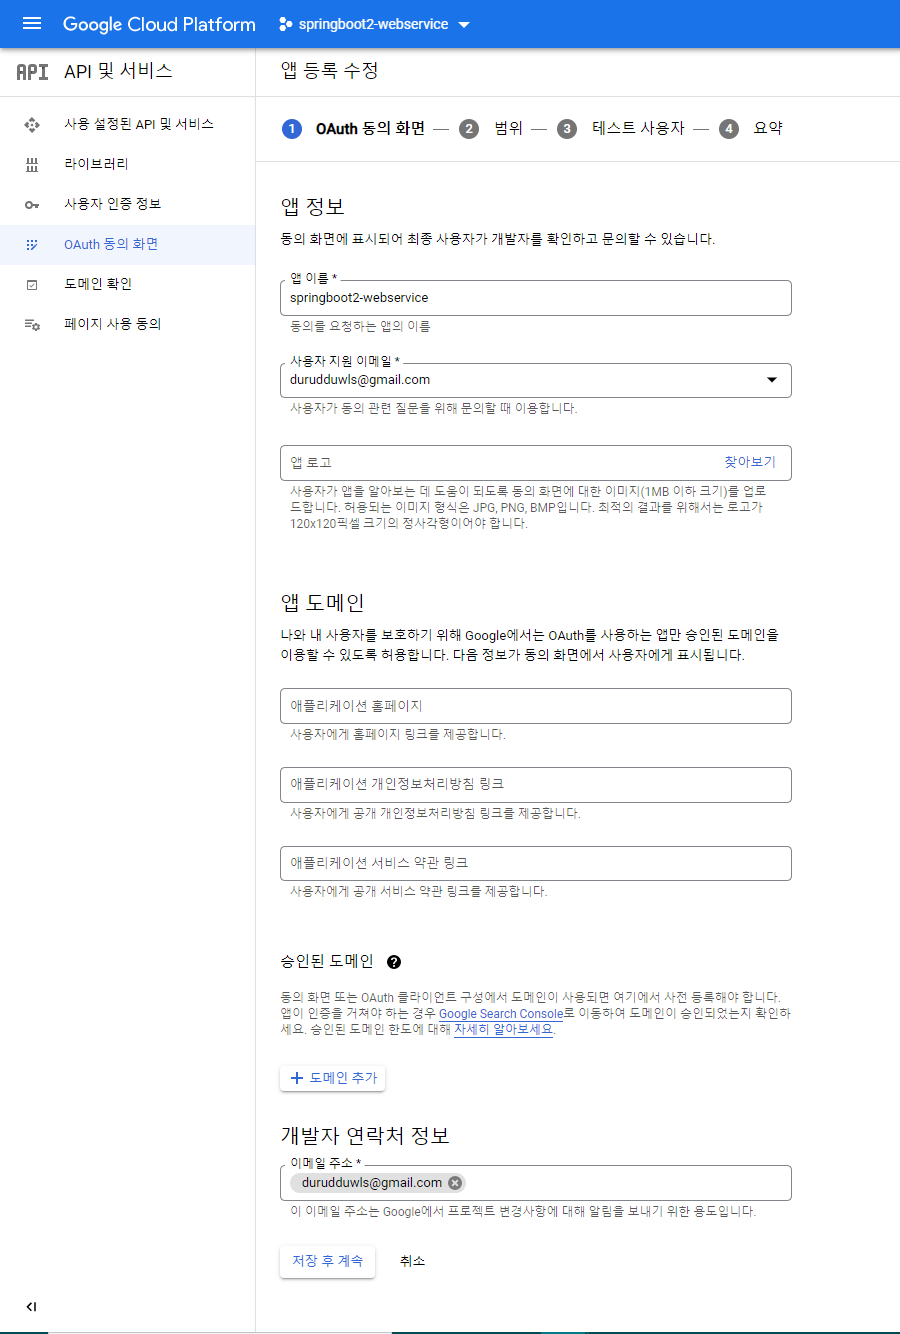 Google Cloud Platform
springboot2-webservice
API
API 및 서비스
사용 설정된 API 및 서비스
라이브러리
사용자 인증 정보
OAuth 동의 화면
도메인 확인
페이지 사용 동의
앱 등록 수정
1 OAuth 동의 화면 — 2 범위 — 3 테스트 사용자 — 4 요약
앱 정보
동의 화면에 표시되어 최종 사용자가 개발자를 확인하고 문의할 수 있습니다.
앱 이름 *
springboot2-webservice
동의를 요청하는 앱의 이름
사용자 지원 이메일 *
durudduwls@gmail.com
사용자가 동의 관련 질문을 위해 문의할 때 이용합니다.
앱 로고 찾아보기
사용자가 앱을 알아보는 데 도움이 되도록 동의 화면에 대한 이미지(1MB 이하 크기)를 업로
드합니다. 허용되는 이미지 형식은 JPG, PNG, BMP입니다. 최적의 결과를 위해서는 로고가
120x120픽셀 크기의 정사각형이어야 합니다.
앱 도메인
나와 내 사용자를 보호하기 위해 Google에서는 OAuth를 사용하는 앱만 승인된 도메인을
이용할 수 있도록 허용합니다. 다음 정보가 동의 화면에서 사용자에게 표시됩니다.
애플리케이션 홈페이지
사용자에게 홈페이지 링크를 제공합니다.
애플리케이션 개인정보처리방침 링크
사용자에게 공개 개인정보처리방침 링크를 제공합니다.
애플리케이션 서비스 약관 링크
사용자에게 공개 서비스 약관 링크를 제공합니다.
승인된 도메인 ?
동의 화면 또는 OAuth 클라이언트 구성에서 도메인이 사용되면 여기에서 사전 등록해야 합니다.
앱이 인증을 거쳐야 하는 경우 Google Search Console로 이동하여 도메인이 승인되었는지 확인하
세요. 승인된 도메인 한도에 대해 자세히 알아보세요.
+ 도메인 추가
개발자 연락처 정보
이메일 주소 *
durudduwls@gmail.com
이 이메일 주소는 Google에서 프로젝트 변경사항에 대해 알림을 보내기 위한 용도입니다.
저장 후 계속 취소